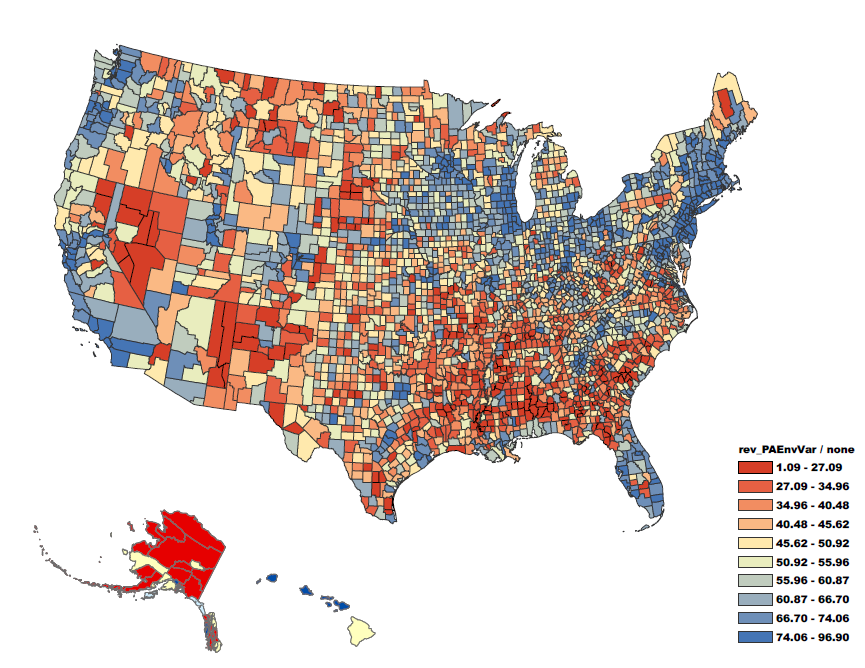 rev_PAEnvVar / none
1.09 - 27.09
27.09 - 34.96
34.96 - 40.48
40.48 - 45.62
45.62 - 50.92
50.92 - 55.96
55.96 - 60.87
60.87 - 66.70
66.70 - 74.06
74.06 - 96.90